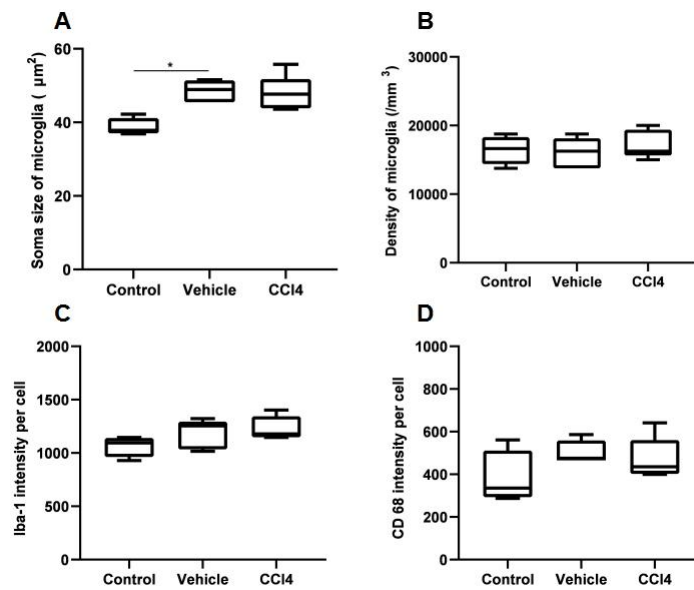 A
Soma size of microglia ( μm²)
60
40
20
0
*
Control Vehicle CCl4
B
Density of microglia (/mm ³)
30000
20000
10000
0
Control Vehicle CCl4
C
Iba-1 intensity per cell
2000
1500
1000
500
0
Control Vehicle CCl4
D
CD 68 intensity per cell
1000
800
600
400
200
0
Control Vehicle CCl4